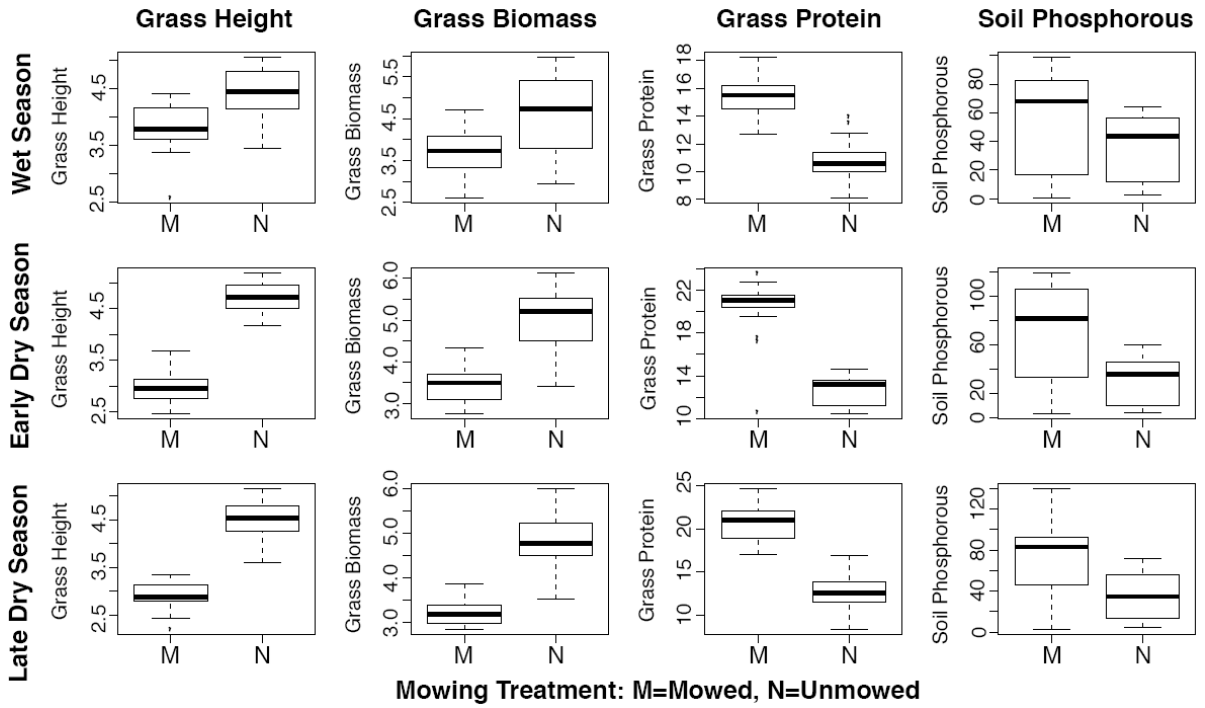 Grass Height Grass Biomass Grass Protein Soil Phosphorous
Wet Season
Grass Height
2.5 3.5 4.5
M N
Grass Biomass
2.5 3.5 4.5 5.5
M N
Grass Protein
8 10 12 14 16 18
M N
Soil Phosphorous
0 20 40 60 80
M N
Early Dry Season
Grass Height
2.5 3.5 4.5
M N
Grass Biomass
3.0 4.0 5.0 6.0
M N
Grass Protein
10 14 18 22
M N
Soil Phosphorous
0 20 60 100
M N
Late Dry Season
Grass Height
2.5 3.5 4.5
M N
Grass Biomass
3.0 4.0 5.0 6.0
M N
Grass Protein
10 15 20 25
M N
Soil Phosphorous
0 40 80 120
M N
Mowing Treatment: M=Mowed, N=Unmowed